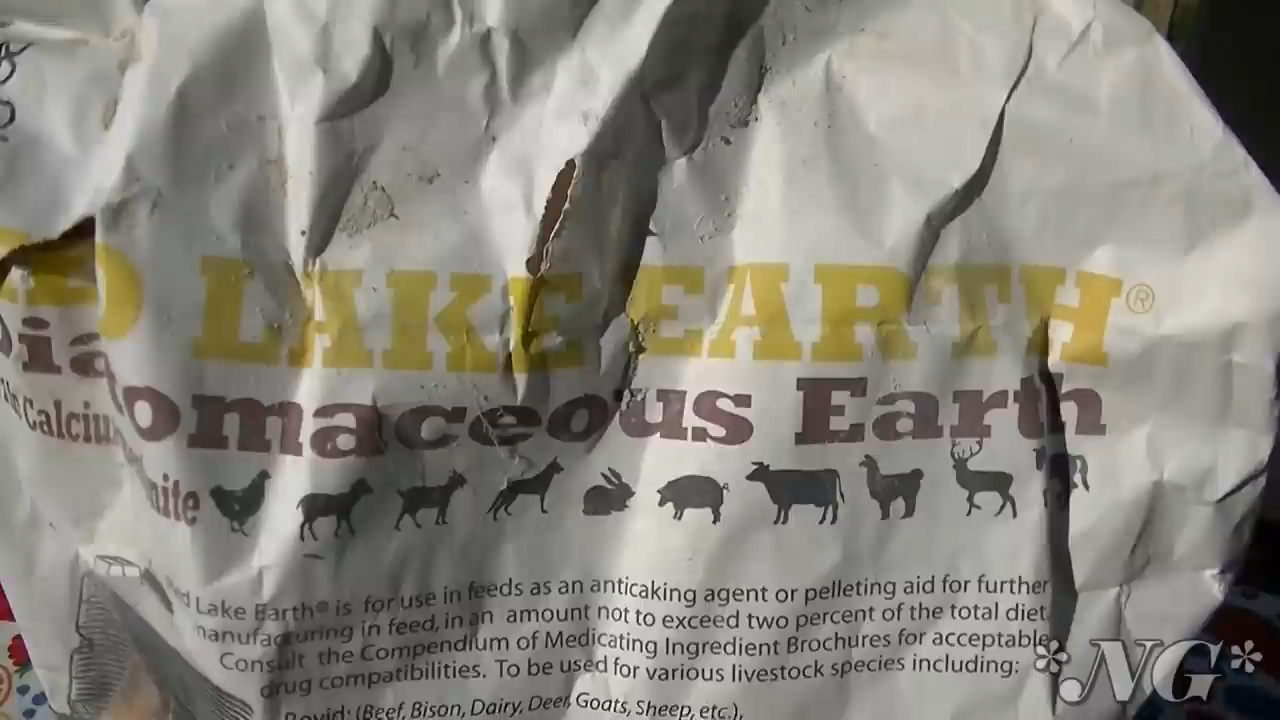 D LAKE EARTH®
Diatomaceous Earth
Calcium
nite
Lake Earth® is for use in feeds as an anticaking agent or pelleting aid for further
manufacturing in feed, in an amount not to exceed two percent of the total diet.
Consult the Compendium of Medicating Ingredient Brochures for acceptable
drug compatibilities. To be used for various livestock species including:
Bovid: (Beef, Bison, Dairy, Deer, Goats, Sheep, etc.),
*NG*